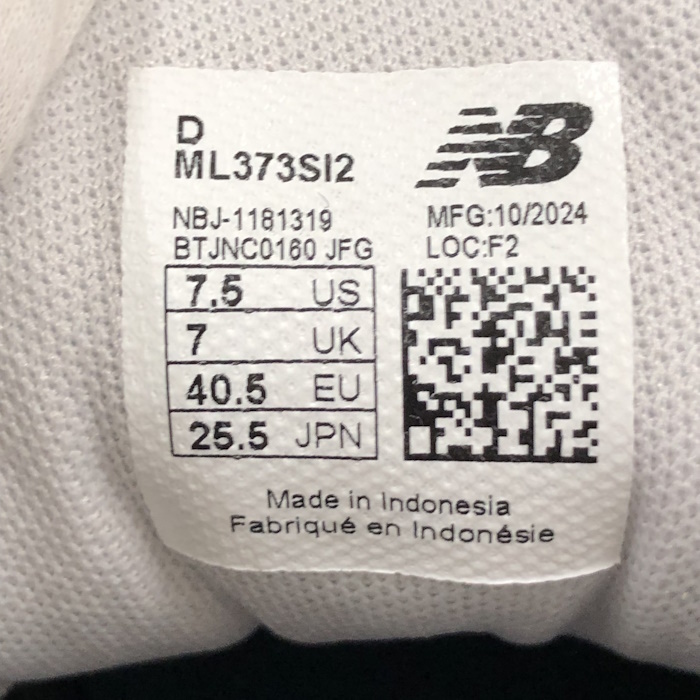 D
ML373SI2
NB
NBJ-1181319
BTJNC0160 JFG
MFG:10/2024
LOC:F2
7.5 US
7 UK
40.5 EU
25.5 JPN
Made in Indonesia
Fabriqué en Indonésie